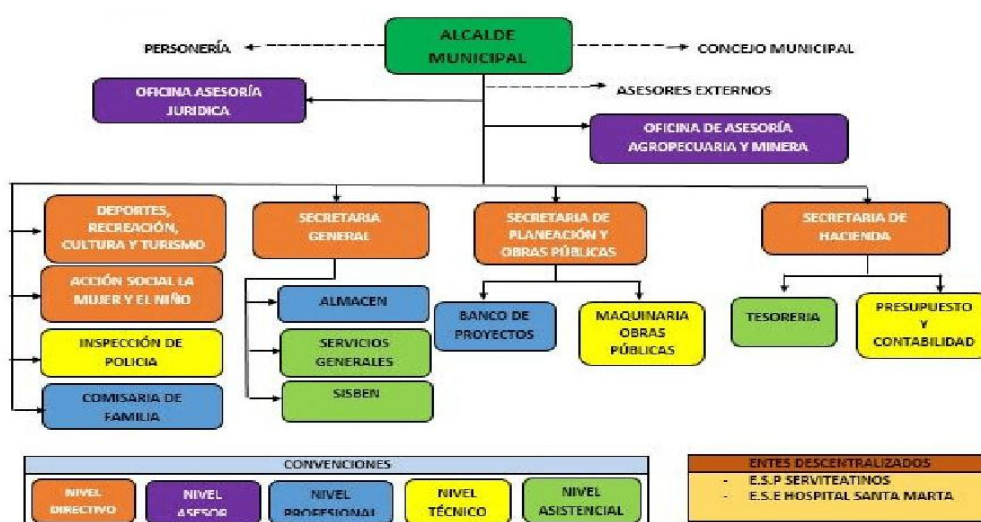 ALCALDE
MUNICIPAL
PERSONERÍA
CONCEJO MUNICIPAL
ASESORES EXTERNOS
OFICINA ASESORÍA
JURIDICA
OFICINA DE ASESORÍA
AGROPECUARIA Y MINERA
DEPORTES,
RECREACIÓN,
CULTURA Y TURISMO
ACCIÓN SOCIAL LA
MUJER Y EL NIÑO
INSPECCIÓN DE
POLICIA
COMISARIA DE
FAMILIA
SECRETARIA
GENERAL
ALMACEN
SERVICIOS
GENERALES
SISBEN
SECRETARIA DE
PLANEACIÓN Y
OBRAS PÚBLICAS
BANCO DE
PROYECTOS
MAQUINARIA
OBRAS
PÚBLICAS
SECRETARIA DE
HACIENDA
TESORERIA
PRESUPUESTO
Y
CONTABILIDAD
CONVENCIONES
NIVEL
DIRECTIVO
NIVEL
ASESOR
NIVEL
PROFESIONAL
NIVEL
TÉCNICO
NIVEL
ASISTENCIAL
ENTES DESCENTRALIZADOS
- E.S.P SERVITEATINOS
- E.S.E HOSPITAL SANTA MARTA